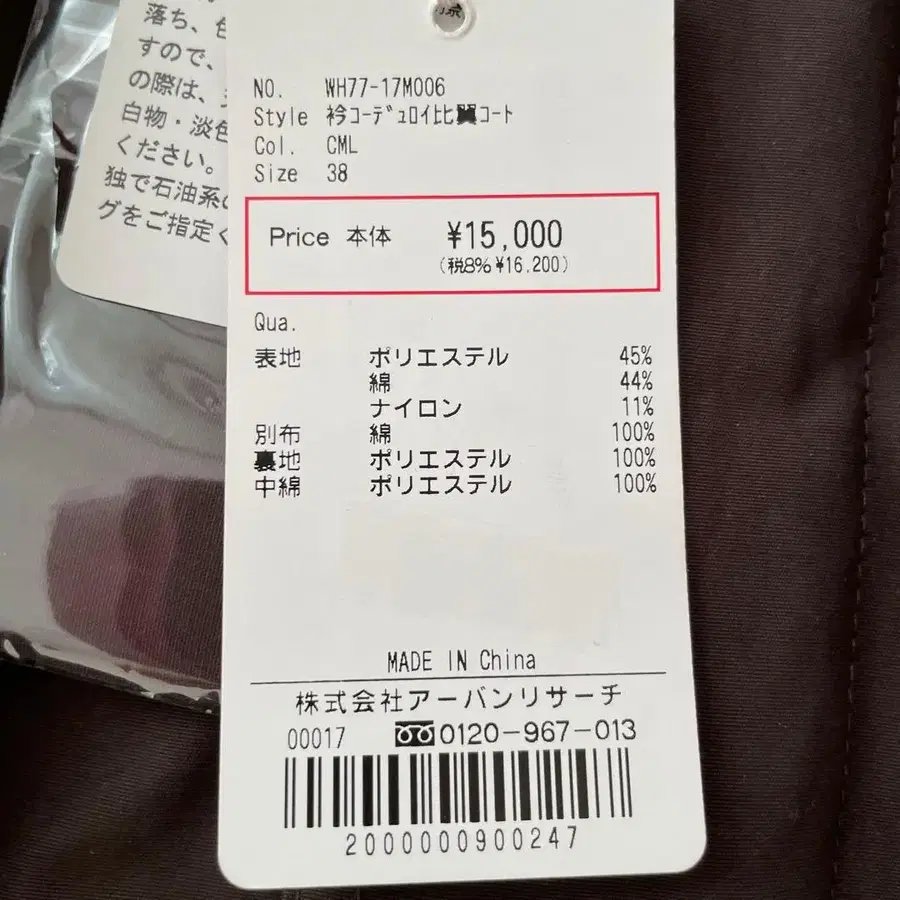 落ち、色
すので、
の際は、
白物・淡色
ください。
独で石油系の
グをご指定く
NO. WH77-17M006
Style 衿ｺｰﾃﾞｭﾛｲ比翼ｺｰﾄ
Col. CML
Size 38
Price 本体 ¥15,000
(税8% ¥16,200)
Qua.
表地 ポリエステル 45%
綿 44%
ナイロン 11%
別布 綿 100%
裏地 ポリエステル 100%
中綿 ポリエステル 100%
MADE IN China
株式会社アーバンリサーチ
00017 0120-967-013
2000000900247